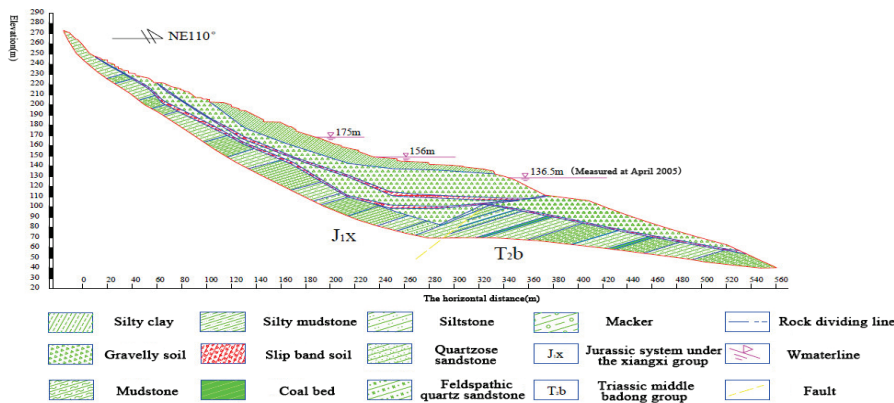 Elevation(m)
290
280
270
260
250
240
230
220
210
200
190
180
170
160
150
140
130
120
110
100
90
80
70
60
50
40
30
20
NE110°
175m
156m
136.5m (Measured at April 2005)
J1x
T2b
0 20 40 60 80 100 120 140 160 180 200 220 240 260 280 300 320 340 360 380 400 420 440 460 480 500 520 540 560
The horizontal distance(m)
Silty clay
Silty mudstone
Siltstone
Macker
Rock dividing line
Gravelly soil
Slip band soil
Quartzose sandstone
J1x
Jurassic system under the xiangxi group
Wmaterline
Mudstone
Coal bed
Feldspathic quartz sandstone
T2b
Triassic middle badong group
Fault